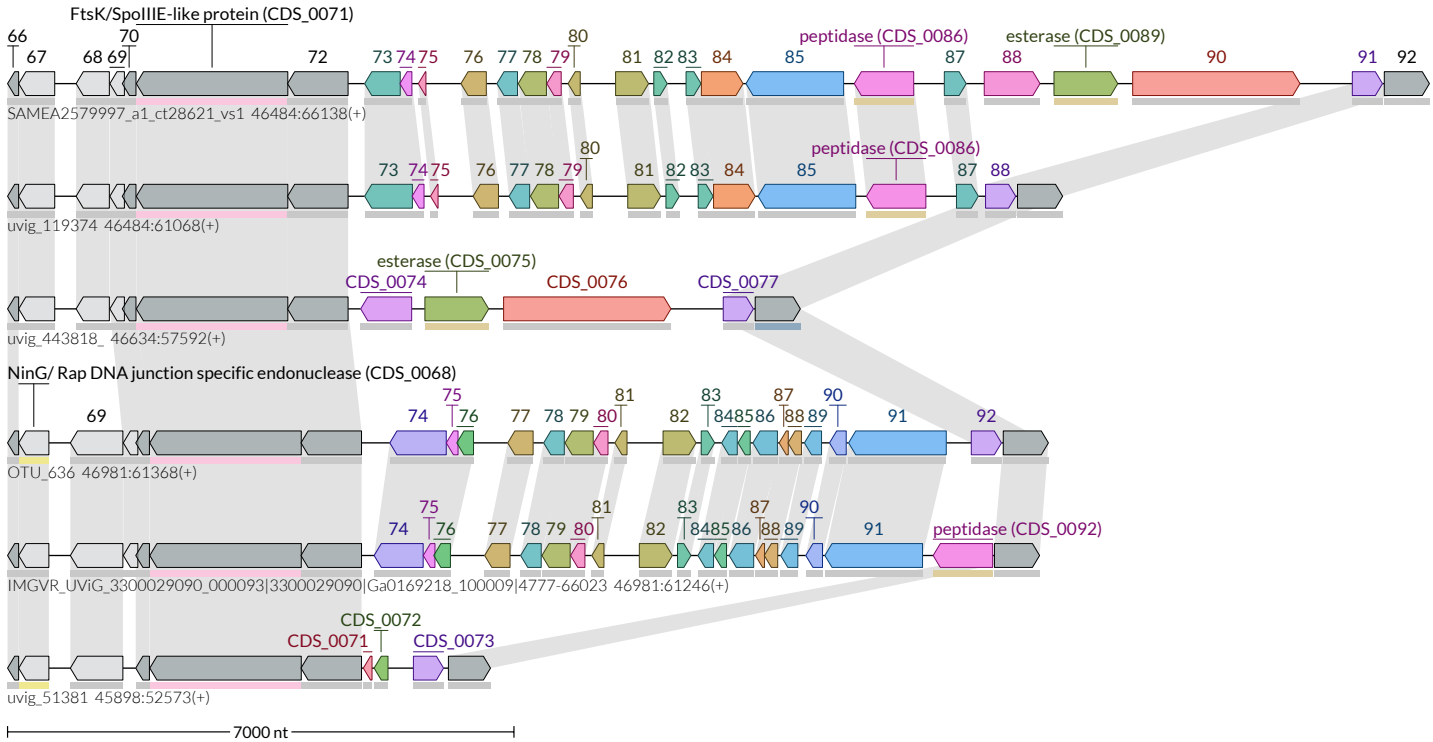 FtsK/SpoIIIE-like protein (CDS_0071)
66 70 80 peptidase (CDS_0086) esterase (CDS_0089)
67 68 69 72 73 74 75 76 77 78 79 81 82 83 84 85 87 88 90 91 92
SAMEA2579997_a1_ct28621_vs1 46484:66138(+)
80 peptidase (CDS_0086)
73 74 75 76 77 78 79 81 82 83 84 85 87 88
uvig_119374 46484:61068(+)
esterase (CDS_0075)
CDS_0074 CDS_0076 CDS_0077
uvig_443818_ 46634:57592(+)
NinG/ Rap DNA junction specific endonuclease (CDS_0068)
75 81 83 87 90
69 74 76 77 78 79 80 82 84 85 86 88 89 91 92
OTU_636 46981:61368(+)
75 81 83 87 90
74 76 77 78 79 80 82 84 85 86 88 89 91 peptidase (CDS_0092)
IMGVR_UViG_3300029090_000093|3300029090|Ga0169218_100009|4777-66023 46981:61246(+)
CDS_0072
CDS_0071 CDS_0073
uvig_51381 45898:52573(+)
7000 nt